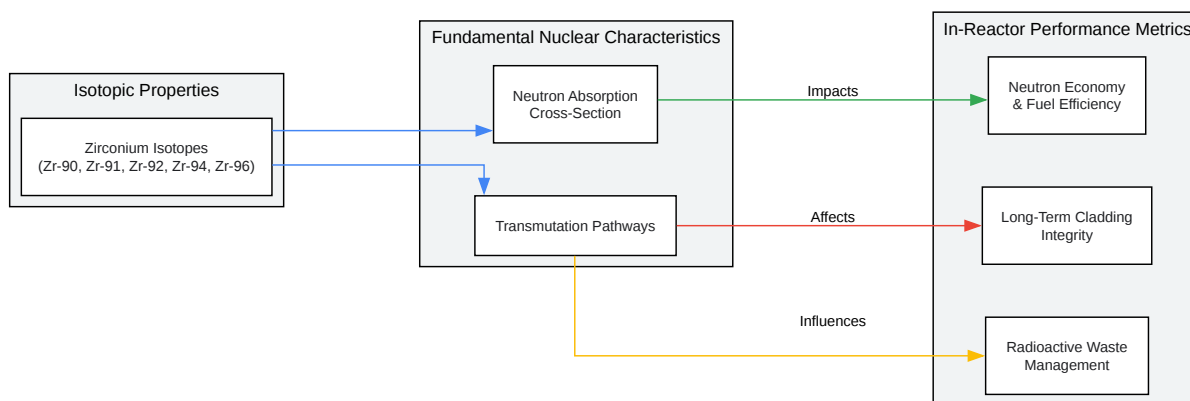 Isotopic Properties
Zirconium Isotopes
(Zr-90, Zr-91, Zr-92, Zr-94, Zr-96)
Fundamental Nuclear Characteristics
Neutron Absorption
Cross-Section
Transmutation Pathways
Impacts
Affects
Influences
In-Reactor Performance Metrics
Neutron Economy
& Fuel Efficiency
Long-Term Cladding
Integrity
Radioactive Waste
Management